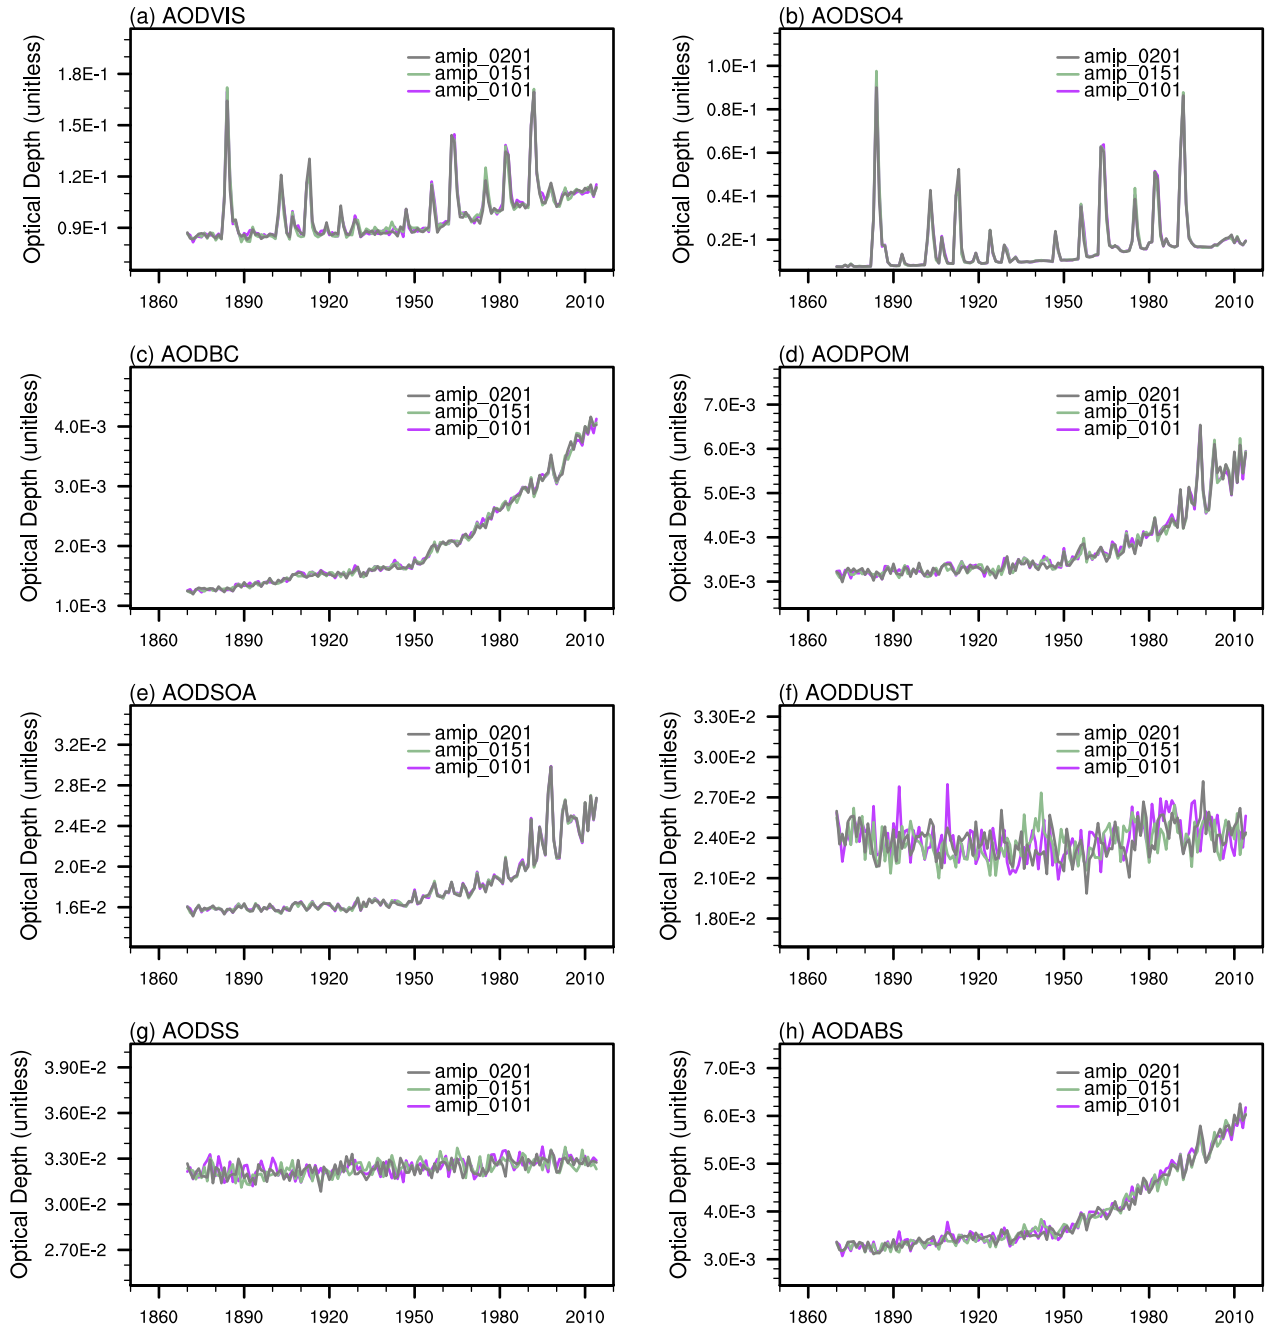 (a) AODVIS
Optical Depth (unitless)
1.8E-1
1.5E-1
1.2E-1
0.9E-1
amip_0201
amip_0151
amip_0101
1860 1890 1920 1950 1980 2010
(b) AODSO4
Optical Depth (unitless)
1.0E-1
0.8E-1
0.6E-1
0.4E-1
0.2E-1
amip_0201
amip_0151
amip_0101
1860 1890 1920 1950 1980 2010
(c) AODBC
Optical Depth (unitless)
4.0E-3
3.0E-3
2.0E-3
1.0E-3
amip_0201
amip_0151
amip_0101
1860 1890 1920 1950 1980 2010
(d) AODPOM
Optical Depth (unitless)
7.0E-3
6.0E-3
5.0E-3
4.0E-3
3.0E-3
amip_0201
amip_0151
amip_0101
1860 1890 1920 1950 1980 2010
(e) AODSOA
Optical Depth (unitless)
3.2E-2
2.8E-2
2.4E-2
2.0E-2
1.6E-2
amip_0201
amip_0151
amip_0101
1860 1890 1920 1950 1980 2010
(f) AODDUST
Optical Depth (unitless)
3.30E-2
3.00E-2
2.70E-2
2.40E-2
2.10E-2
1.80E-2
amip_0201
amip_0151
amip_0101
1860 1890 1920 1950 1980 2010
(g) AODSS
Optical Depth (unitless)
3.90E-2
3.60E-2
3.30E-2
3.00E-2
2.70E-2
amip_0201
amip_0151
amip_0101
1860 1890 1920 1950 1980 2010
(h) AODABS
Optical Depth (unitless)
7.0E-3
6.0E-3
5.0E-3
4.0E-3
3.0E-3
amip_0201
amip_0151
amip_0101
1860 1890 1920 1950 1980 2010